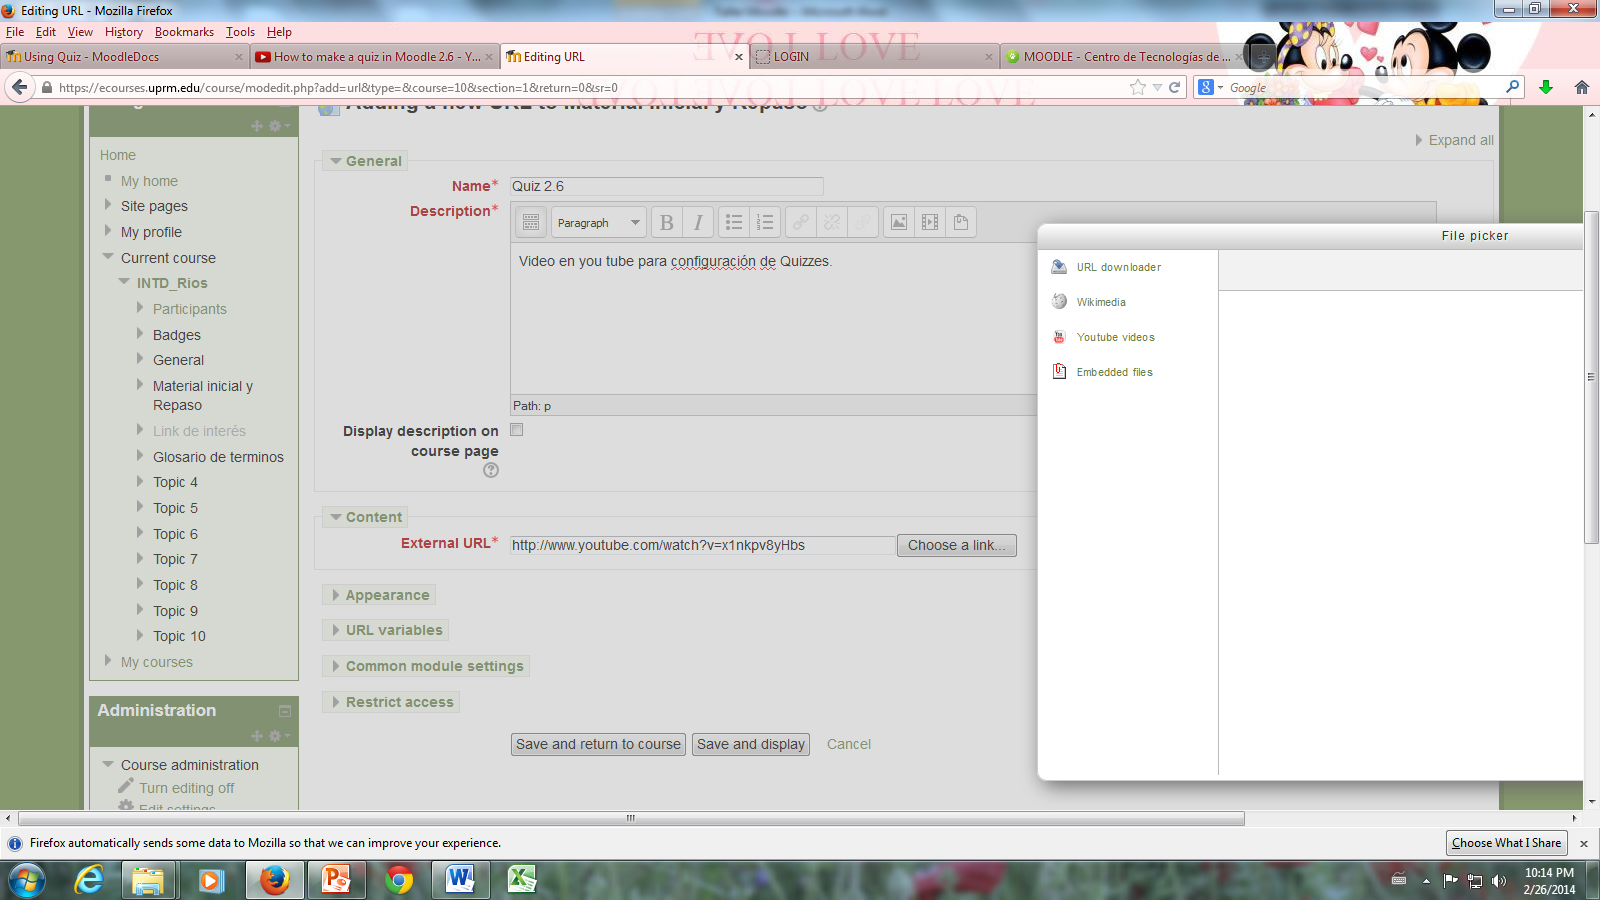 Editing URL - Mozilla Firefox
File Edit View History Bookmarks Tools Help
Using Quiz - MoodleDocs
How to make a quiz in Moodle 2.6 - Y...
Editing URL
LOGIN
MOODLE - Centro de Tecnologías de ...
https://ecourses.uprm.edu/course/modedit.php?add=url&type=&course=10&section=1&return=0&sr=0
Google
Adding a new URL to Material inicial y Repaso
Expand all
Home
My home
Site pages
My profile
Current course
INTD_Rios
Participants
Badges
General
Material inicial y
Repaso
Link de interés
Glosario de terminos
Topic 4
Topic 5
Topic 6
Topic 7
Topic 8
Topic 9
Topic 10
My courses
Administration
Course administration
Turn editing off
Edit settings
General
Name* Quiz 2.6
Description*
Paragraph
B I
Video en you tube para configuración de Quizzes.
Path: p
Display description on
course page
Content
External URL* http://www.youtube.com/watch?v=x1nkpv8yHbs Choose a link...
Appearance
URL variables
Common module settings
Restrict access
Save and return to course Save and display Cancel
File picker
URL downloader
Wikimedia
Youtube videos
Embedded files
Firefox automatically sends some data to Mozilla so that we can improve your experience.
Choose What I Share
10:14 PM
2/26/2014